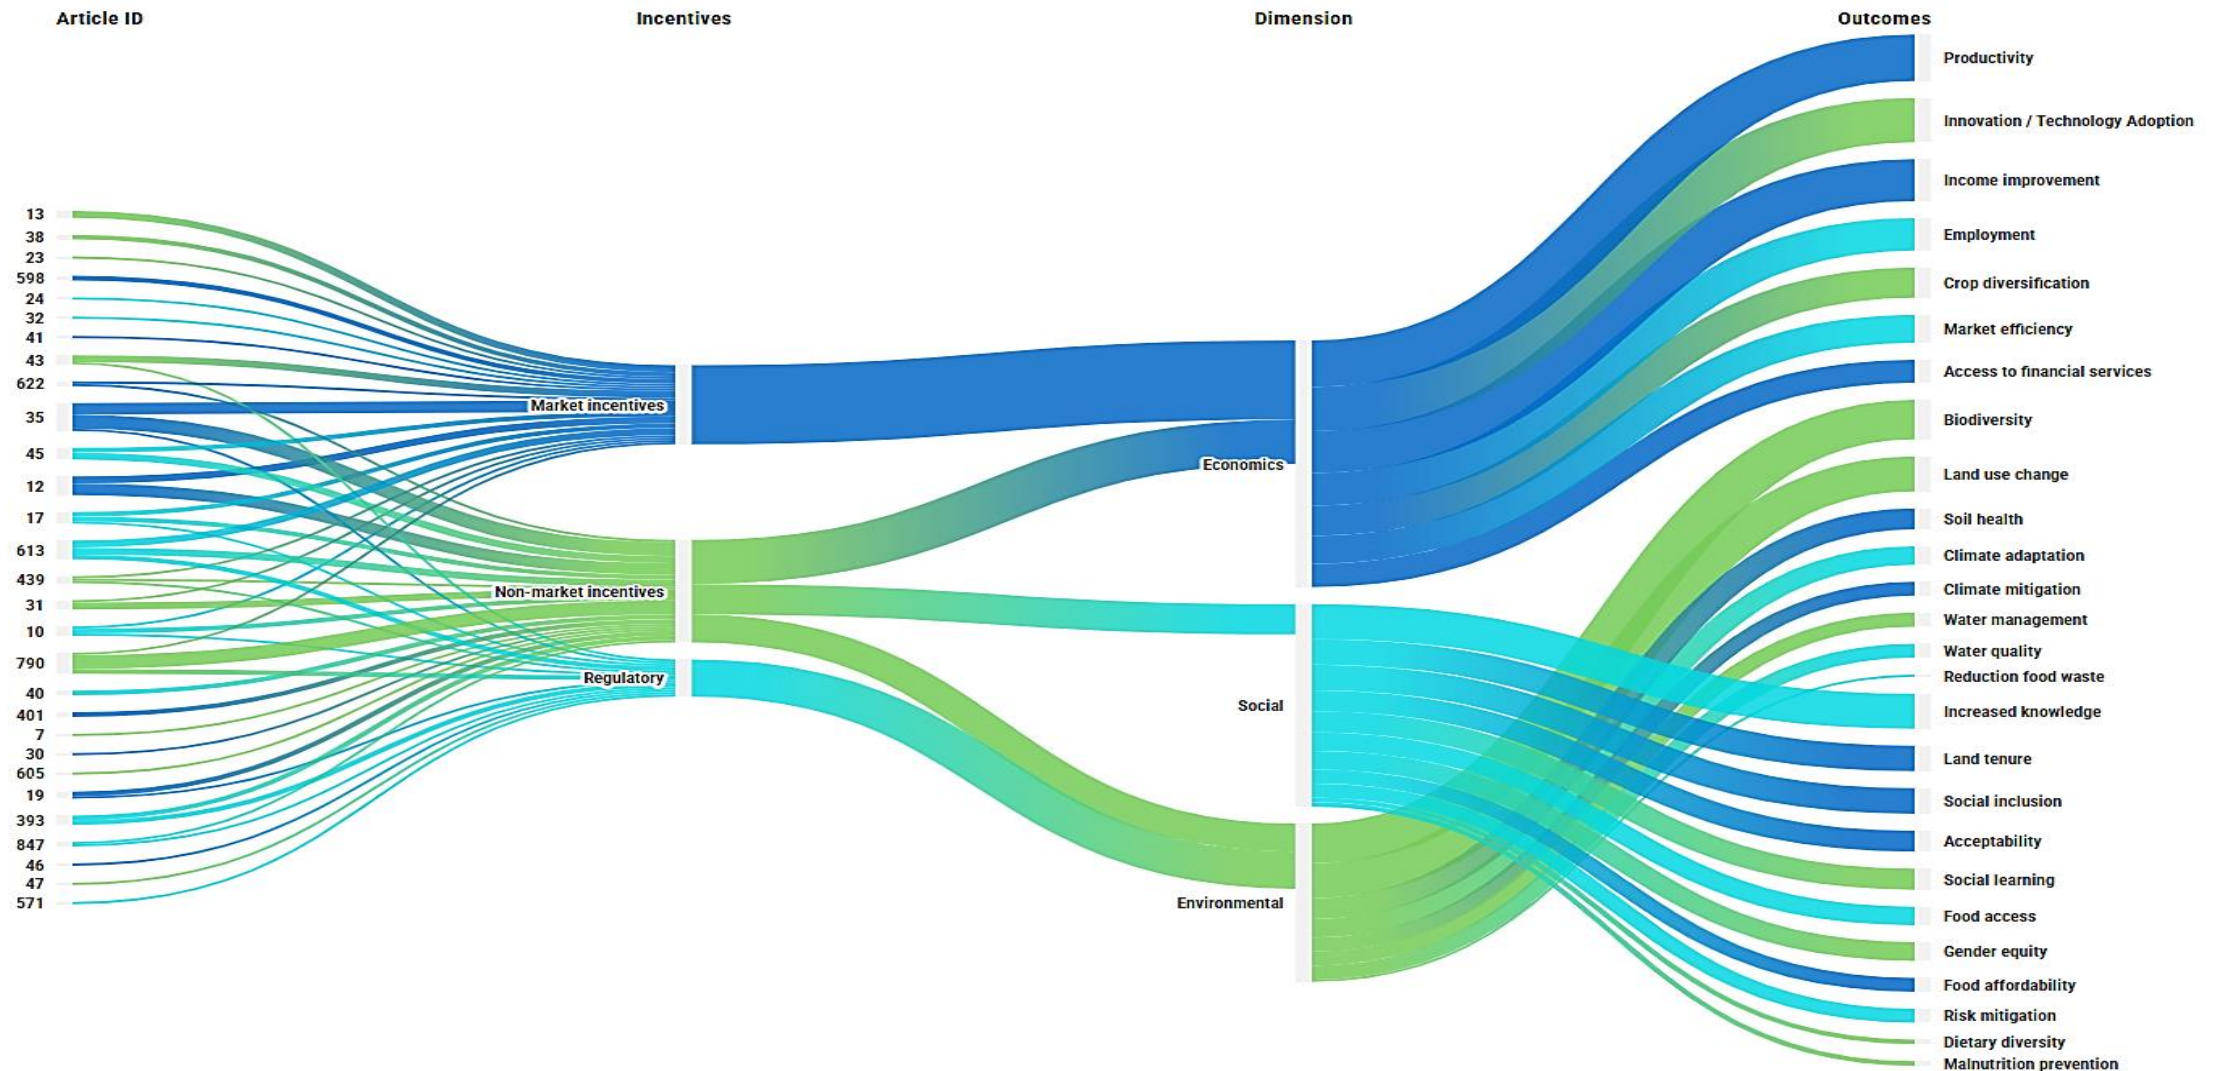 Article ID
Incentives
Dimension
Outcomes
13
38
23
598
24
32
41
43
622
35
45
12
17
613
439
31
10
790
40
401
7
30
605
19
393
847
46
47
571
Market incentives
Non-market incentives
Regulatory
Economics
Social
Environmental
Productivity
Innovation / Technology Adoption
Income improvement
Employment
Crop diversification
Market efficiency
Access to financial services
Biodiversity
Land use change
Soil health
Climate adaptation
Climate mitigation
Water management
Water quality
Reduction food waste
Increased knowledge
Land tenure
Social inclusion
Acceptability
Social learning
Food access
Gender equity
Food affordability
Risk mitigation
Dietary diversity
Malnutrition prevention